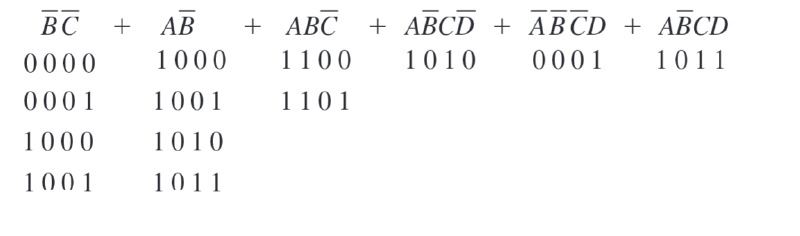 B̅ C̅ + AB̅ + ABC̅ + AB̅CD̅ + A̅ B̅ C̅D + AB̅CD
0000 1000 1100 1010 0001 1011
0001 1001 1101
1000 1010
1001 1011